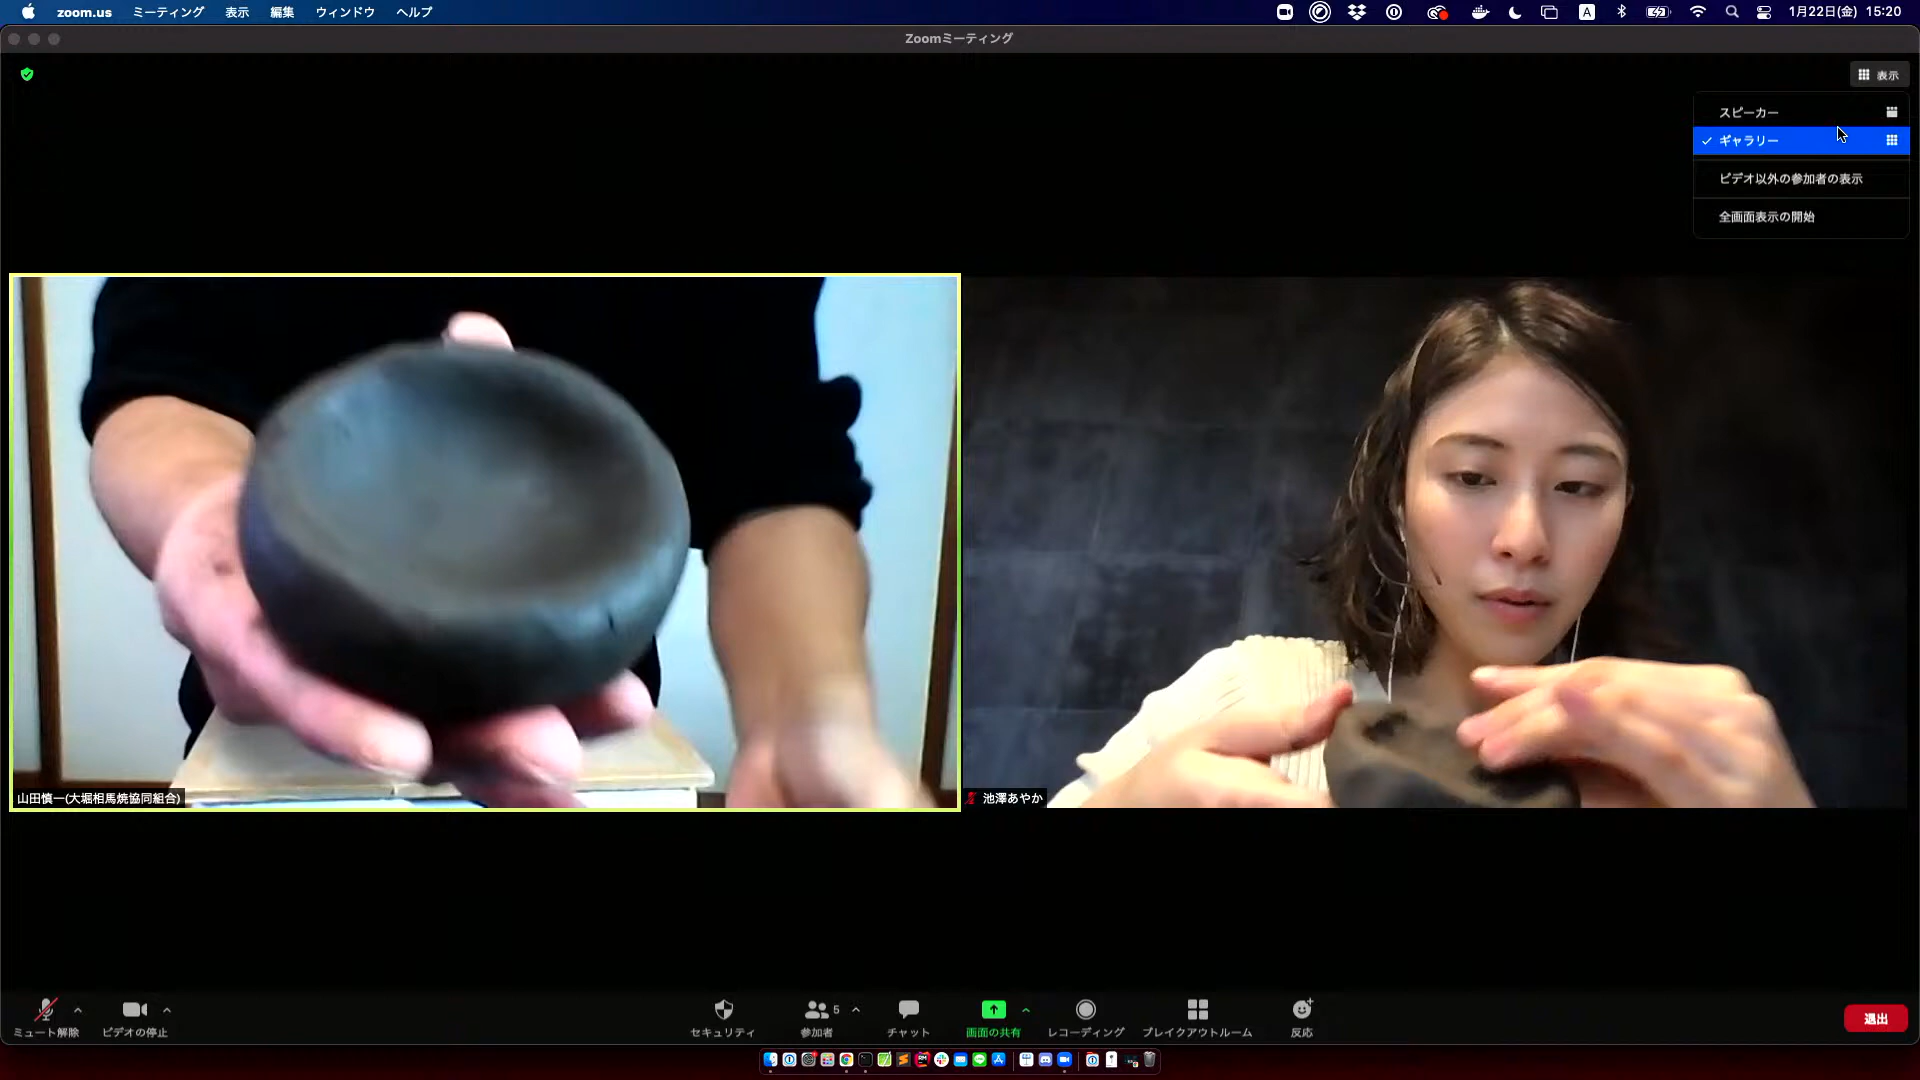 zoom.us ミーティング 表示 編集 ウィンドウ ヘルプ A 1月22日(金) 15:20
Zoomミーティング
表示
スピーカー
ギャラリー
ビデオ以外の参加者の表示
全画面表示の開始
山田慎一(大堀相馬焼協同組合)
池澤あやか
ミュート解除 ビデオの停止 セキュリティ 5 参加者 チャット 画面の共有 レコーディング ブレイクアウトルーム 反応 退出